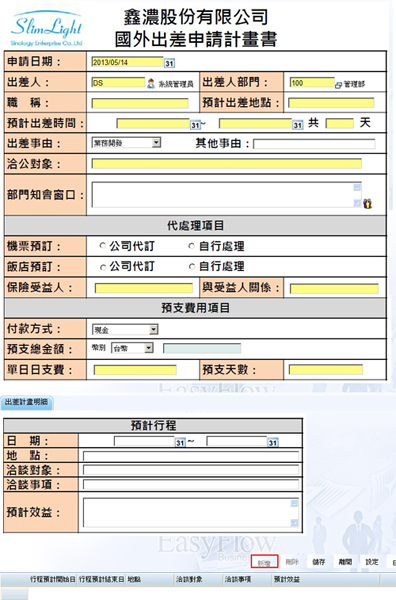 SlimLight
Sinology Enterprise Co.,Ltd
鑫濃股份有限公司
國外出差申請計畫書
申請日期： 2013/05/14 31
出差人： DS 系統管理員 出差人部門： 100 管理部
職 稱： 預計出差地點：
預計出差時間： 31 ~ 31 共 天
出差事由： 業務開發 其他事由：
洽公對象：
部門知會窗口：
代處理項目
機票預訂： 公司代訂 自行處理
飯店預訂： 公司代訂 自行處理
保險受益人： 與受益人關係：
預支費用項目
付款方式： 現金
預支總金額： 幣別 台幣
單日日支費： 預支天數：
EasyFlow
出差計畫明細
預計行程
日 期： 31 ~ 31
地 點：
洽談對象：
洽談事項：
預計效益：
EasyFlow
Business
新增 刪除 儲存 離開 設定
行程預計開始日 行程預計結束日 地點 洽談對象 洽談事項 預計效益